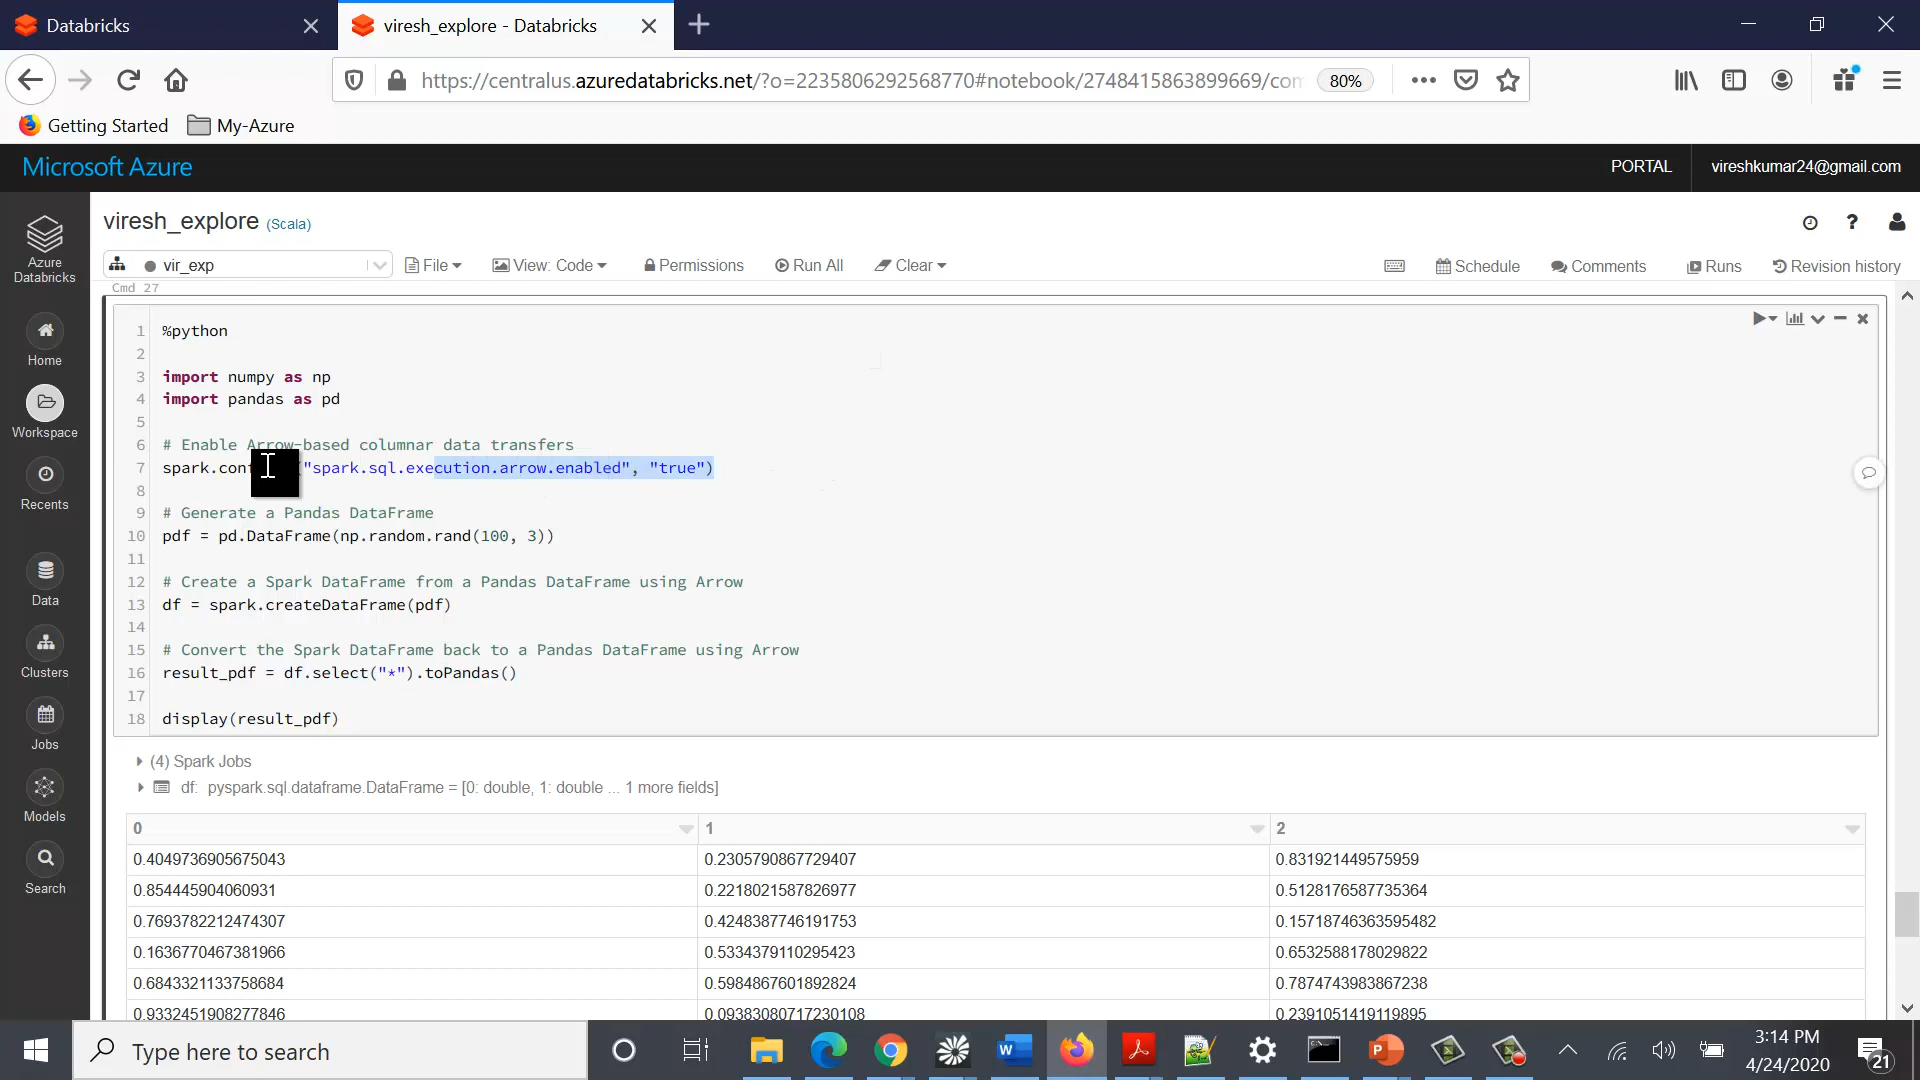 Databricks
viresh_explore - Databricks
https://centralus.azuredatabricks.net/?o=2235806292568770#notebook/2748415863899669/com
80%
Getting Started
My-Azure
Microsoft Azure
PORTAL
vireshkumar24@gmail.com
Azure
Databricks
Home
Workspace
Recents
Data
Clusters
Jobs
Models
Search
viresh_explore (Scala)
vir_exp
File
View: Code
Permissions
Run All
Clear
Schedule
Comments
Runs
Revision history
Cmd 27
1 %python
2
3 import numpy as np
4 import pandas as pd
5
6 # Enable Arrow-based columnar data transfers
7 spark.con "spark.sql.execution.arrow.enabled", "true")
8
9 # Generate a Pandas DataFrame
10 pdf = pd.DataFrame(np.random.rand(100, 3))
11
12 # Create a Spark DataFrame from a Pandas DataFrame using Arrow
13 df = spark.createDataFrame(pdf)
14
15 # Convert the Spark DataFrame back to a Pandas DataFrame using Arrow
16 result_pdf = df.select("*").toPandas()
17
18 display(result_pdf)
(4) Spark Jobs
df: pyspark.sql.dataframe.DataFrame = [0: double, 1: double ... 1 more fields]
0 1 2
0.4049736905675043 0.2305790867729407 0.831921449575959
0.854445904060931 0.2218021587826977 0.5128176587735364
0.7693782212474307 0.4248387746191753 0.15718746363595482
0.1636770467381966 0.5334379110295423 0.6532588178029822
0.6843321133758684 0.5984867601892824 0.7874743983867238
0.9332451908277846 0.09383080717230108 0.2391051419119895
Type here to search
3:14 PM
4/24/2020
21